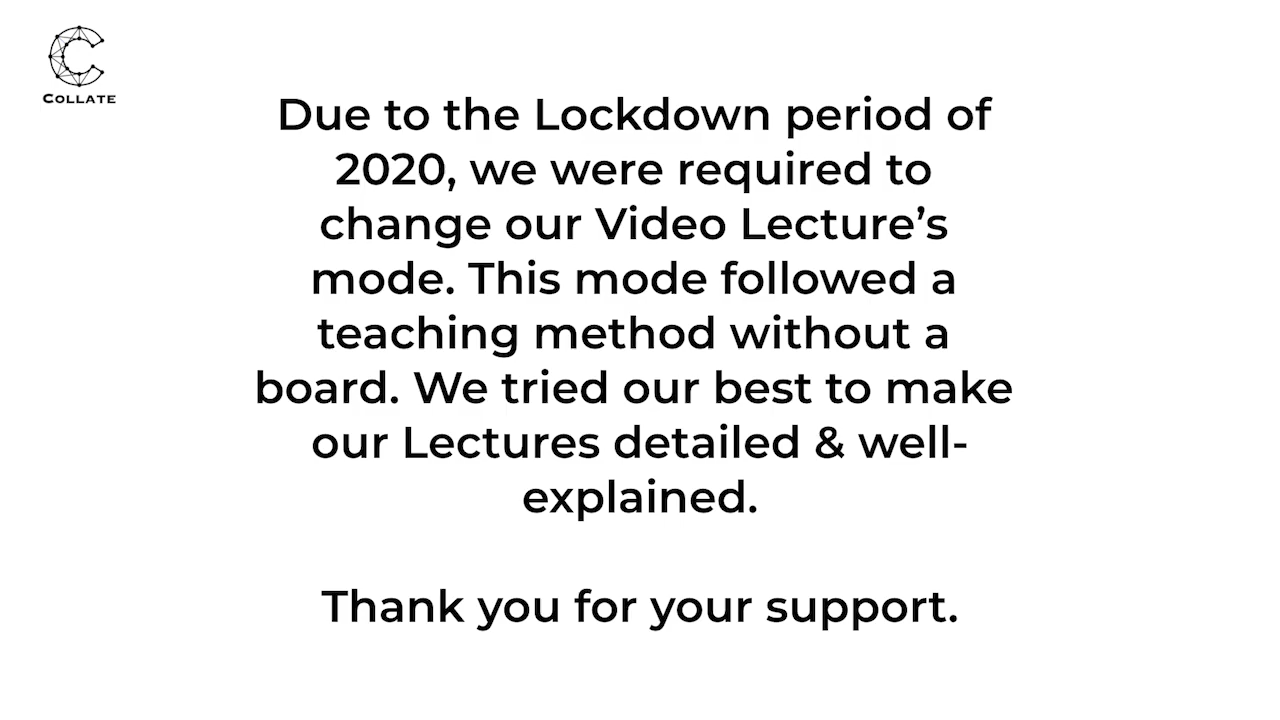 COLLATE
Due to the Lockdown period of
2020, we were required to
change our Video Lecture’s
mode. This mode followed a
teaching method without a
board. We tried our best to make
our Lectures detailed & well-
explained.
Thank you for your support.